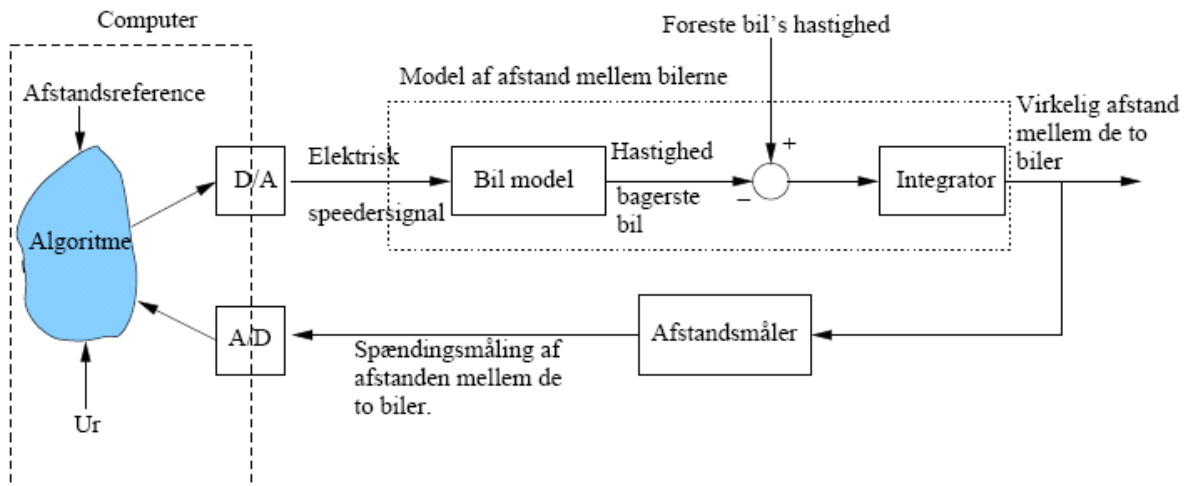 Computer
Foreste bil's hastighed
Afstandsreference
Model af afstand mellem bilerne
Virkelig afstand
mellem de to
biler
+
Elektrisk
speedersignal
D/A
Bil model
Hastighed
bagerste
bil
−
Integrator
Algoritme
A/D
Spændingsmåling af
afstanden mellem de
to biler.
Afstandsmåler
Ur